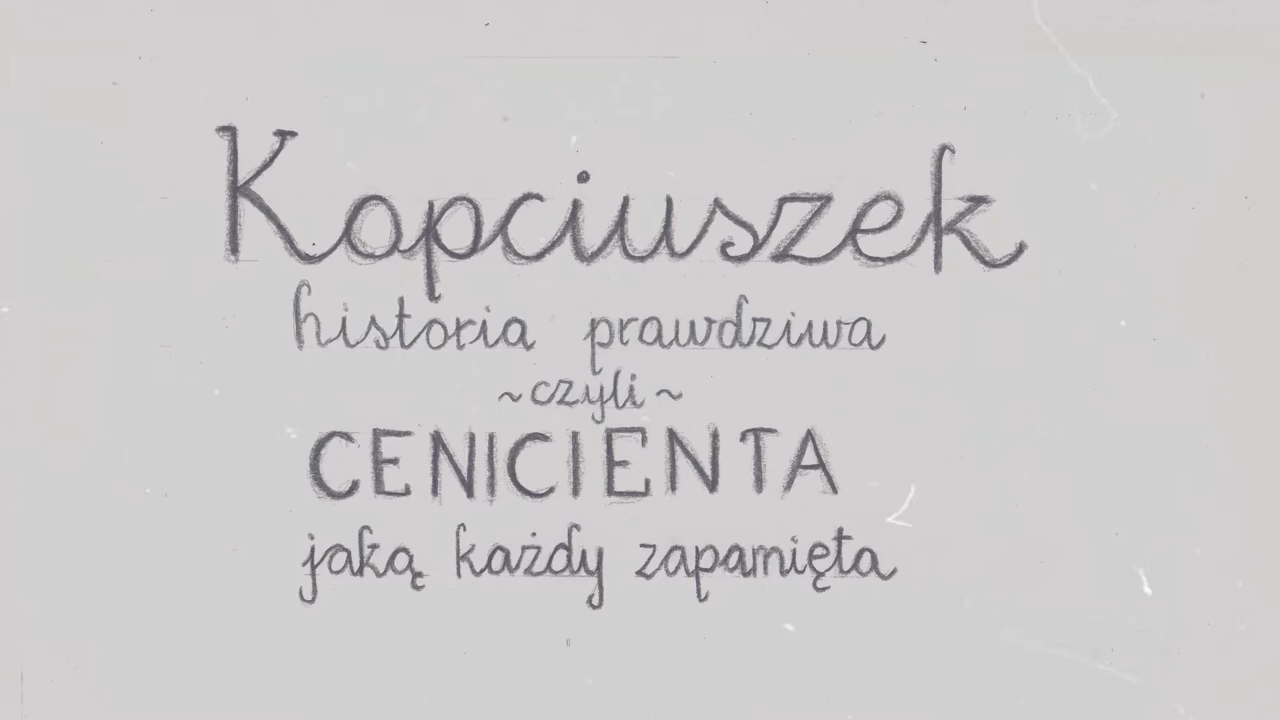 Kopciuszek
historia prawdziwa
~czyli~
CENICIENTA
jaką każdy zapamięta